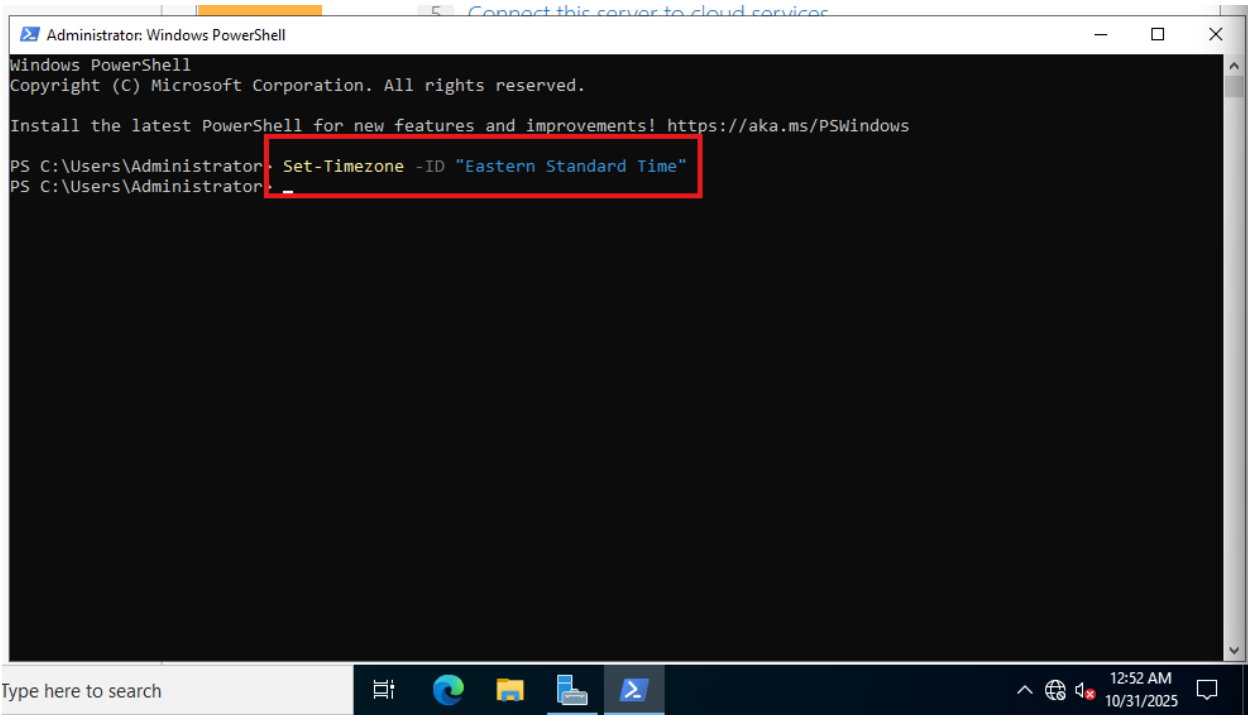 5 Connect this server to cloud services
Administrator: Windows PowerShell
Windows PowerShell
Copyright (C) Microsoft Corporation. All rights reserved.
Install the latest PowerShell for new features and improvements! https://aka.ms/PSWindows
PS C:\Users\Administrator> Set-Timezone -ID "Eastern Standard Time"
PS C:\Users\Administrator>
Type here to search
12:52 AM
10/31/2025